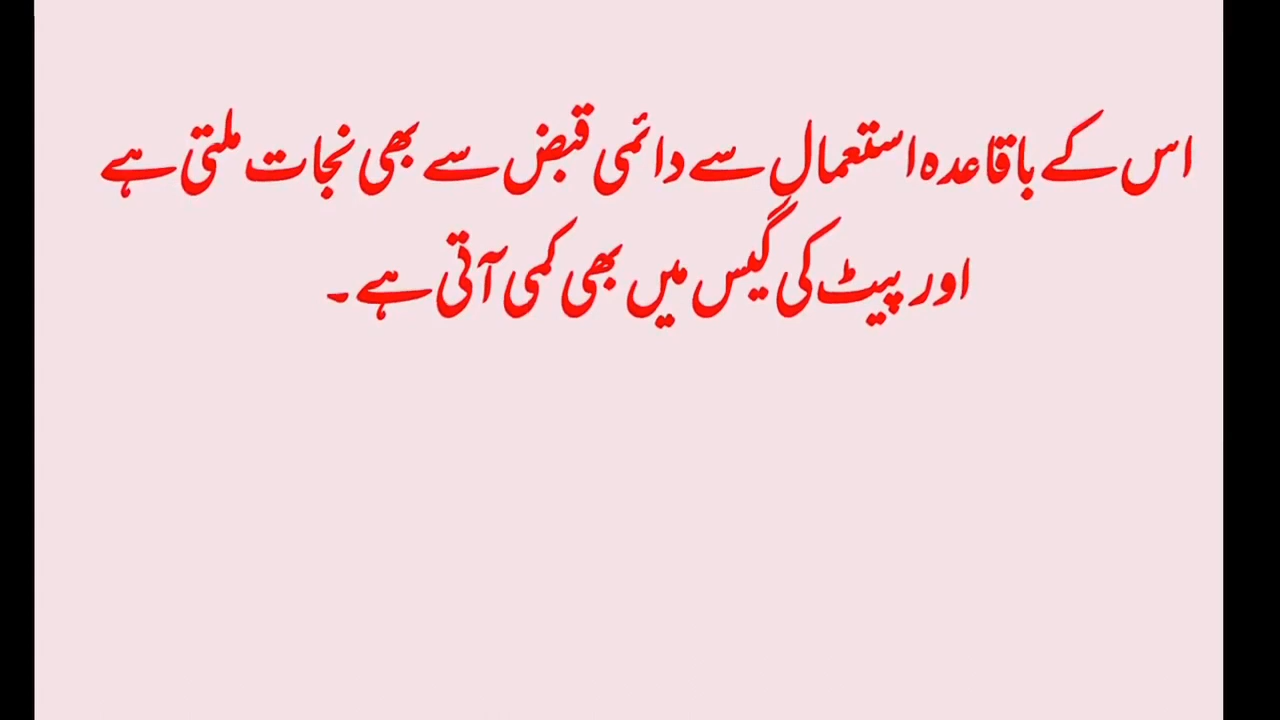 اس کے باقاعدہ استعمال سے دائمی قبض سے بھی نجات ملتی ہے
اور پیٹ کی گیس میں بھی کمی آتی ہے۔